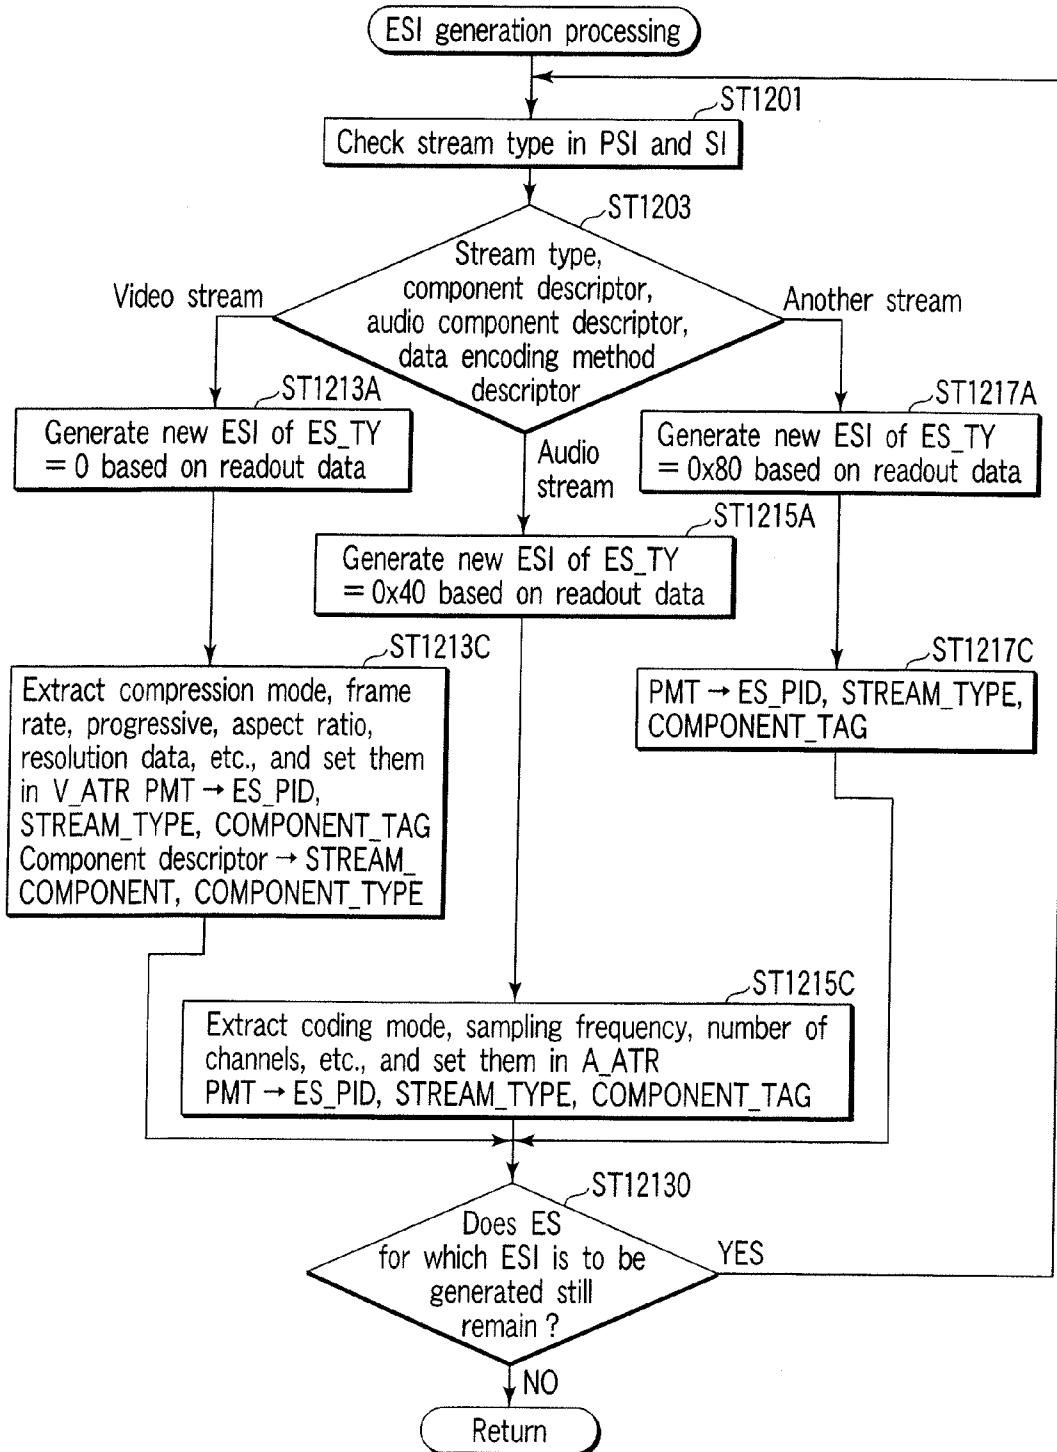 ESI generation processing
ST1201
Check stream type in PSI and SI
ST1203
Stream type,
component descriptor,
audio component descriptor,
data encoding method
descriptor
Video stream
Another stream
Audio
stream
ST1213A
Generate new ESI of ES_TY
= 0 based on readout data
ST1217A
Generate new ESI of ES_TY
= 0x80 based on readout data
ST1215A
Generate new ESI of ES_TY
= 0x40 based on readout data
ST1213C
Extract compression mode, frame
rate, progressive, aspect ratio,
resolution data, etc., and set them
in V_ATR PMT → ES_PID,
STREAM_TYPE, COMPONENT_TAG
Component descriptor → STREAM_
COMPONENT, COMPONENT_TYPE
ST1217C
PMT → ES_PID, STREAM_TYPE,
COMPONENT_TAG
ST1215C
Extract coding mode, sampling frequency, number of
channels, etc., and set them in A_ATR
PMT → ES_PID, STREAM_TYPE, COMPONENT_TAG
ST12130
Does ES
for which ESI is to be
generated still
remain ?
YES
NO
Return